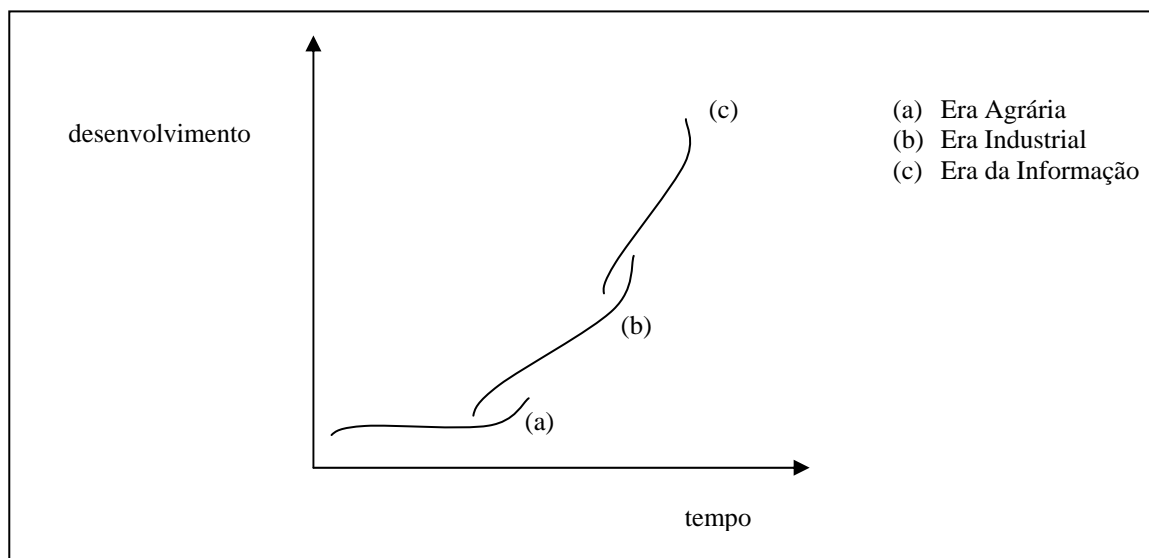 desenvolvimento
(c)
(a) Era Agrária
(b) Era Industrial
(c) Era da Informação
(b)
(a)
tempo